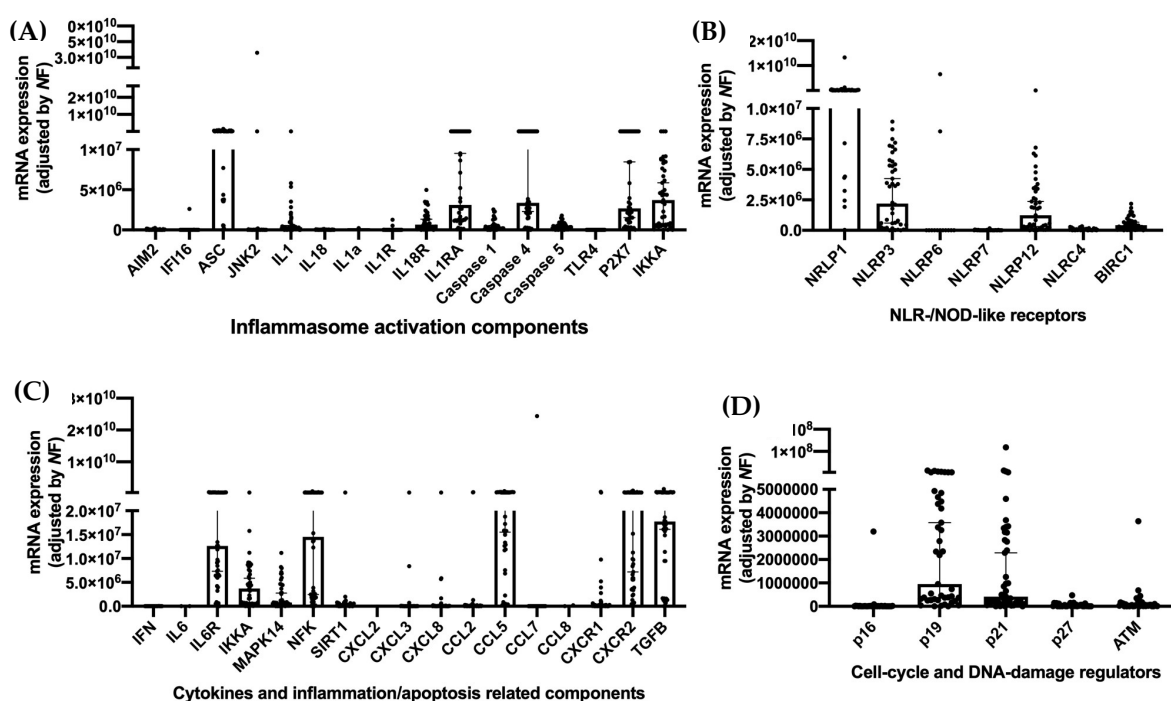 (A)
mRNA expression
(adjusted by NF)
0×10¹⁰
5×10¹⁰
3.0×10¹⁰
2×10¹⁰
1×10¹⁰
1×10⁷
5×10⁶
0
AIM2
IFI16
ASC
JNK2
IL1
IL18
IL1a
IL1R
IL18R
IL1RA
Caspase 1
Caspase 4
Caspase 5
TLR4
P2X7
IKKA
Inflammasome activation components
(B)
mRNA expression
(adjusted by NF)
2×10¹⁰
1×10¹⁰
1.0×10⁷
7.5×10⁶
5.0×10⁶
2.5×10⁶
0.0
NRLP1
NLRP3
NLRP6
NLRP7
NLRP12
NLRC4
BIRC1
NLR-/NOD-like receptors
(C)
mRNA expression
(adjusted by NF)
3×10¹⁰
2×10¹⁰
1×10¹⁰
2.0×10⁷
1.5×10⁷
1.0×10⁷
5.0×10⁶
0.0
IFN
IL6
IL6R
IKKA
MAPK14
NFK
SIRT1
CXCL2
CXCL3
CXCL8
CCL2
CCL5
CCL7
CCL8
CXCR1
CXCR2
TGFB
Cytokines and inflammation/apoptosis related components
(D)
mRNA expression
(adjusted by NF)
10⁸
1×10⁸
5000000
4000000
3000000
2000000
1000000
0
p16
p19
p21
p27
ATM
Cell-cycle and DNA-damage regulators